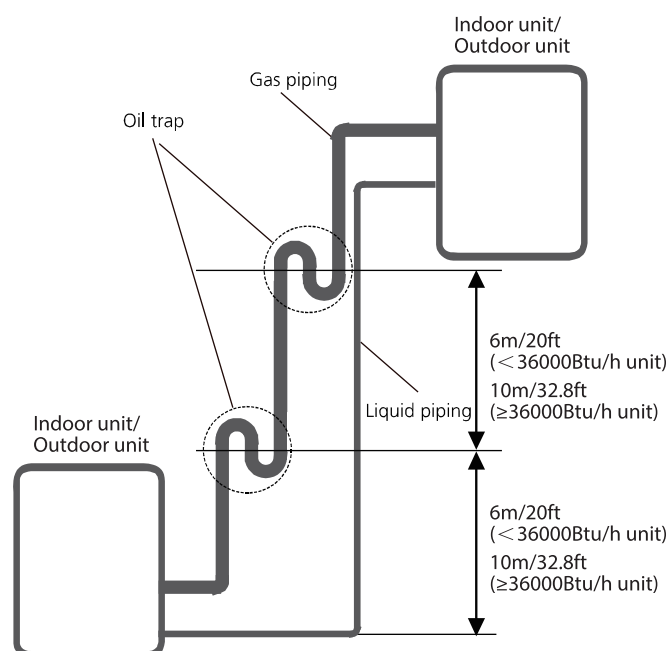 Indoor unit/
Outdoor unit
Gas piping
Oil trap
6m/20ft
(<36000Btu/h unit)
10m/32.8ft
(≥36000Btu/h unit)
Liquid piping
Indoor unit/
Outdoor unit
6m/20ft
(<36000Btu/h unit)
10m/32.8ft
(≥36000Btu/h unit)